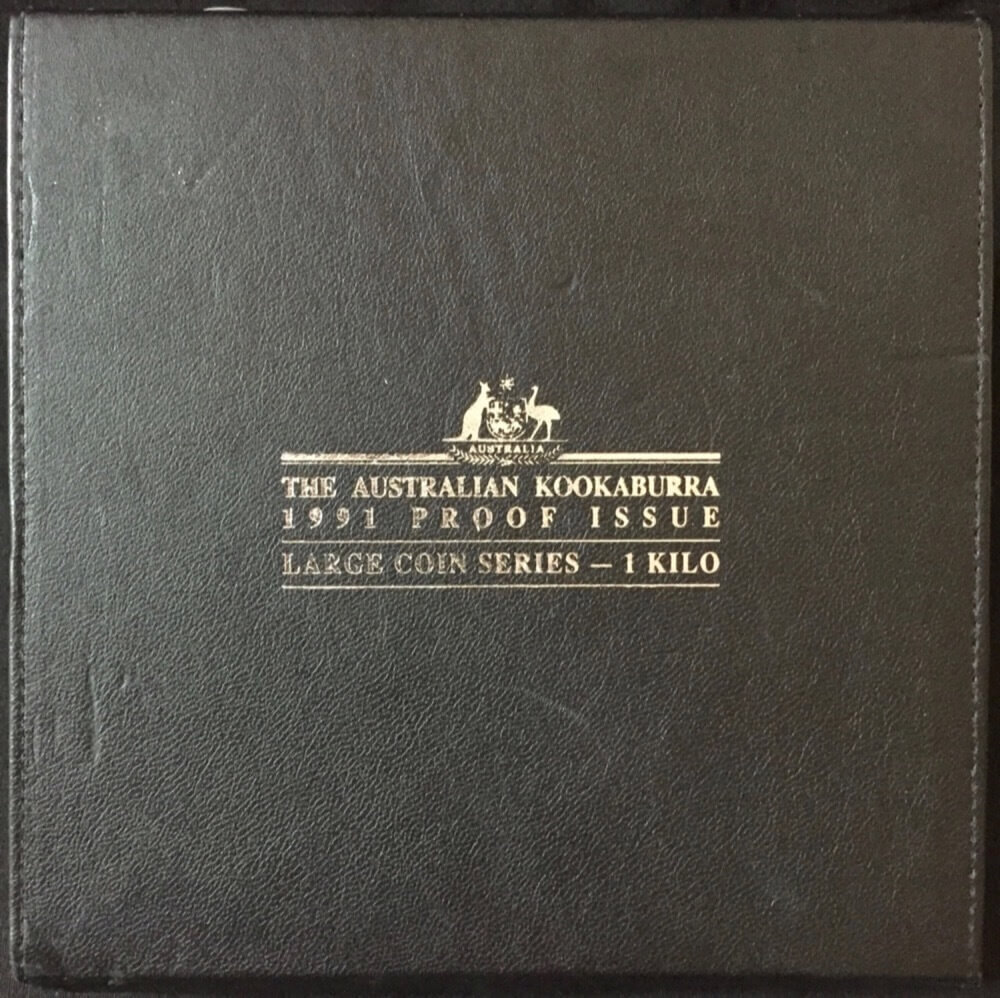 AUSTRALIA
THE AUSTRALIAN KOOKABURRA
1991 PROOF ISSUE
LARGE COIN SERIES – 1 KILO